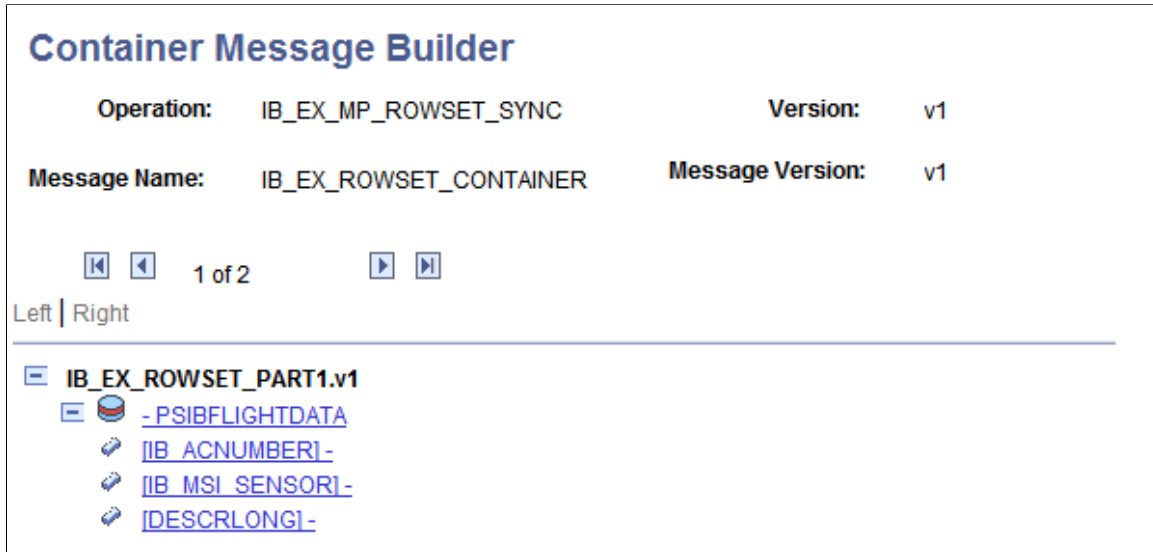 Container Message Builder
Operation: IB_EX_MP_ROWSET_SYNC Version: v1
Message Name: IB_EX_ROWSET_CONTAINER Message Version: v1
1 of 2
Left | Right
IB_EX_ROWSET_PART1.v1
- PSIBFLIGHTDATA
[IB_ACNUMBER] -
[IB_MSI_SENSOR] -
[DESCRLONG] -